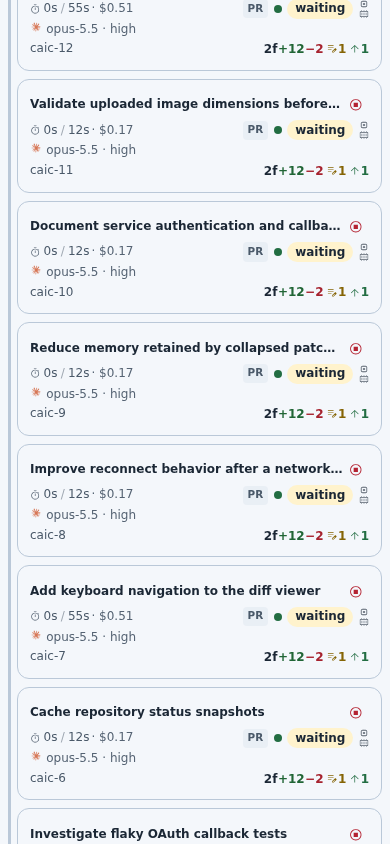 0s / 55s · $0.51 PR waiting
opus-5.5 · high
caic-12 2f+12−2 1 ↑1
Validate uploaded image dimensions before…
0s / 12s · $0.17 PR waiting
opus-5.5 · high
caic-11 2f+12−2 1 ↑1
Document service authentication and callba…
0s / 12s · $0.17 PR waiting
opus-5.5 · high
caic-10 2f+12−2 1 ↑1
Reduce memory retained by collapsed patc…
0s / 12s · $0.17 PR waiting
opus-5.5 · high
caic-9 2f+12−2 1 ↑1
Improve reconnect behavior after a network…
0s / 12s · $0.17 PR waiting
opus-5.5 · high
caic-8 2f+12−2 1 ↑1
Add keyboard navigation to the diff viewer
0s / 55s · $0.51 PR waiting
opus-5.5 · high
caic-7 2f+12−2 1 ↑1
Cache repository status snapshots
0s / 12s · $0.17 PR waiting
opus-5.5 · high
caic-6 2f+12−2 1 ↑1
Investigate flaky OAuth callback tests